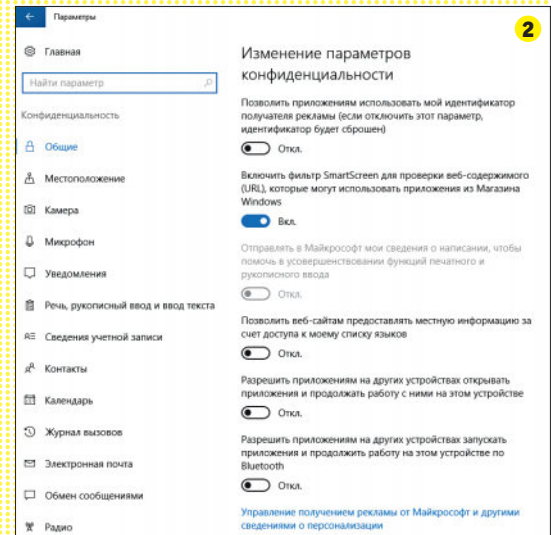 Параметры
2
Главная
Найти параметр
Конфиденциальность
Общие
Местоположение
Камера
Микрофон
Уведомления
Речь, рукописный ввод и ввод текста
Сведения учетной записи
Контакты
Календарь
Журнал вызовов
Электронная почта
Обмен сообщениями
Радио
Изменение параметров
конфиденциальности
Позволить приложениям использовать мой идентификатор
получателя рекламы (если отключить этот параметр,
идентификатор будет сброшен)
Откл.
Включить фильтр SmartScreen для проверки веб-содержимого
(URL), которые могут использовать приложения из Магазина
Windows
Вкл.
Отправлять в Майкрософт мои сведения о написании, чтобы
помочь в усовершенствовании функций печатного и
рукописного ввода
Откл.
Позволить веб-сайтам предоставлять местную информацию за
счет доступа к моему списку языков
Откл.
Разрешить приложениям на других устройствах открывать
приложения и продолжать работу с ними на этом устройстве
Откл.
Разрешить приложениям на других устройствах запускать
приложения и продолжить работу на этом устройстве по
Bluetooth
Откл.
Управление получением рекламы от Майкрософт и другими
сведениями о персонализации